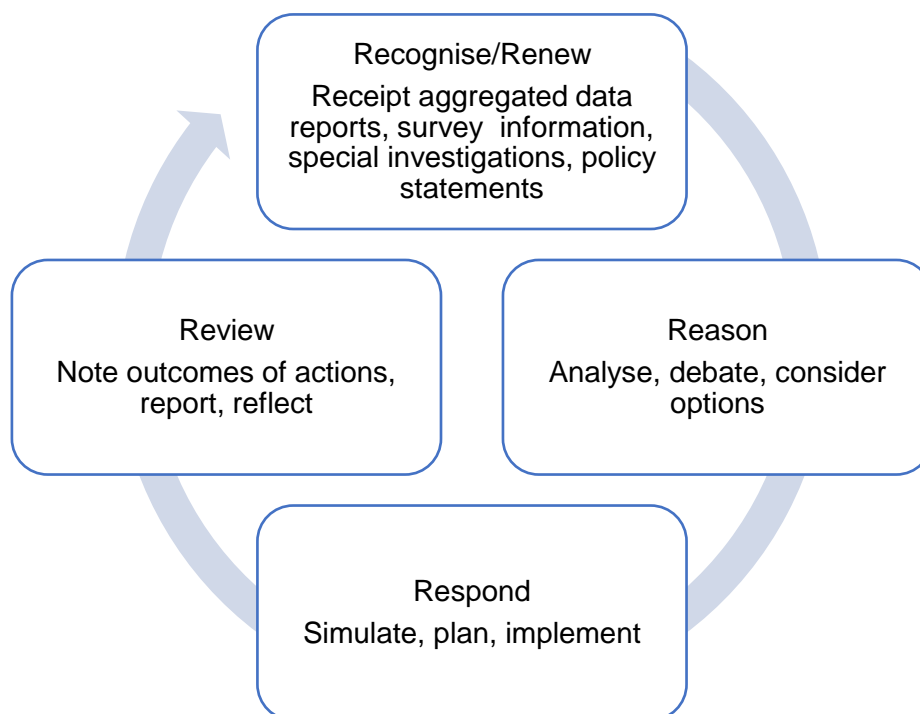 Recognise/Renew
Receipt aggregated data
reports, survey information,
special investigations, policy
statements
Review
Note outcomes of actions,
report, reflect
Reason
Analyse, debate, consider
options
Respond
Simulate, plan, implement